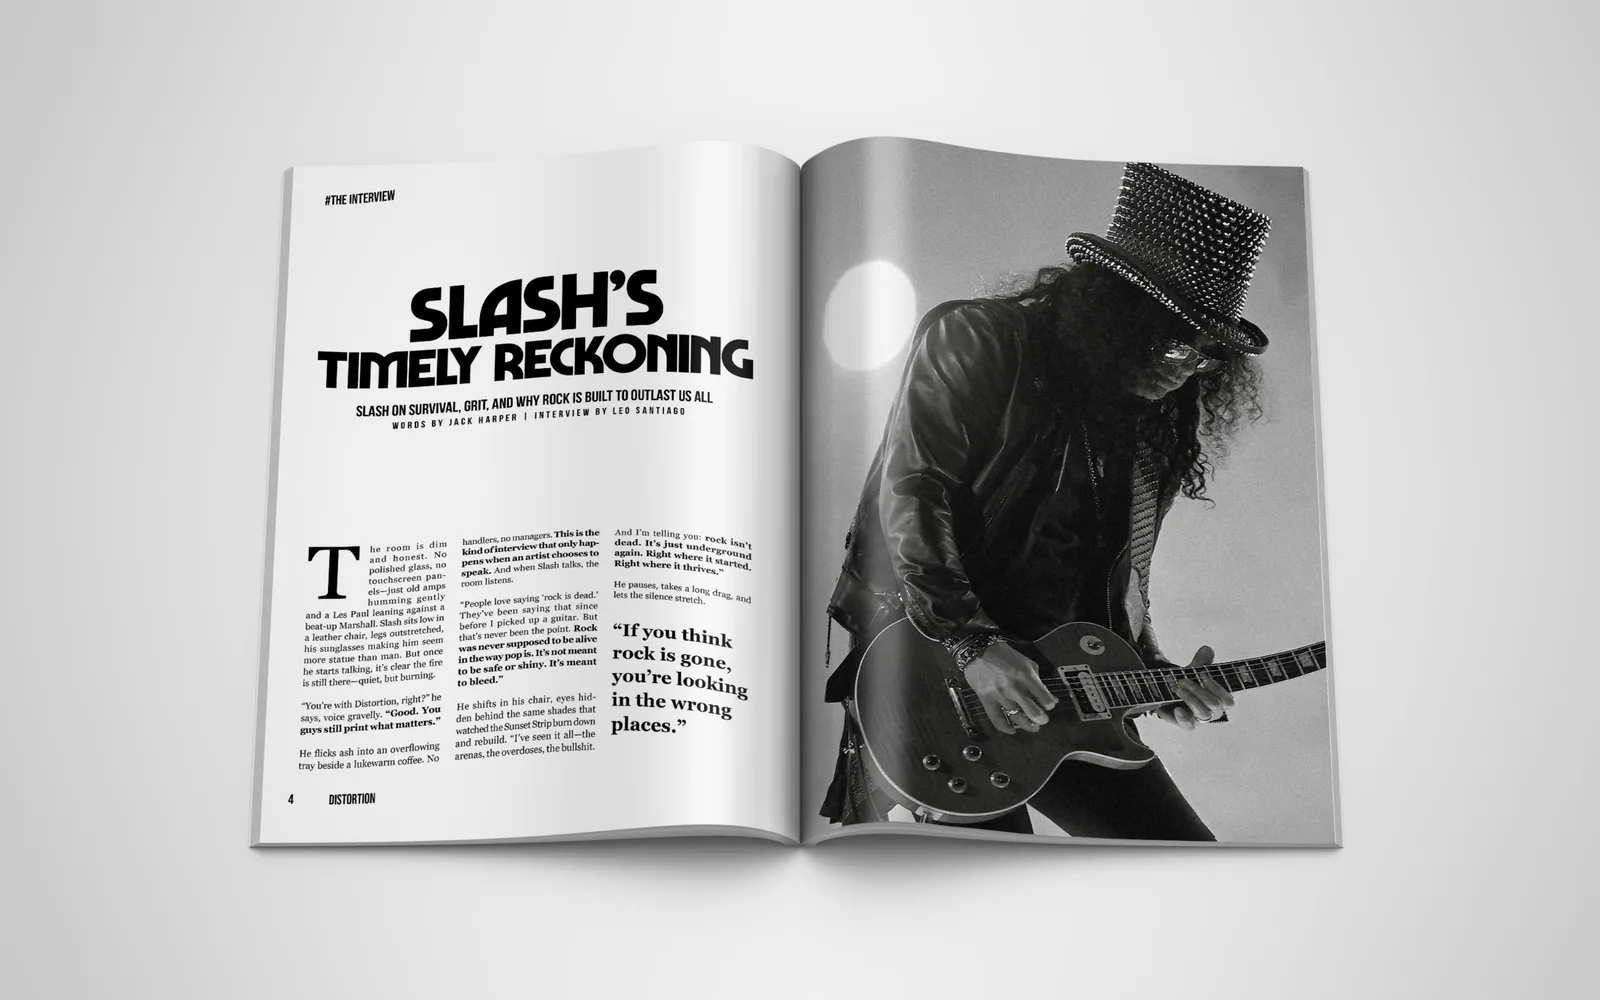 #THE INTERVIEW
SLASH'S
TIMELY RECKONING
SLASH ON SURVIVAL, GRIT, AND WHY ROCK IS BUILT TO OUTLAST US ALL
WORDS BY JACK HARPER | INTERVIEW BY LEO SANTIAGO
The room is dim
and honest. No
polished glass, no
touchscreen pan-
els—just old amps
humming gently
and a Les Paul leaning against a
beat-up Marshall. Slash sits low in
a leather chair, legs outstretched,
his sunglasses making him seem
more statue than man. But once
he starts talking, it's clear the fire
is still there—quiet, but burning.
"You're with Distortion, right?" he
says, voice gravelly. "Good. You
guys still print what matters."
He flicks ash into an overflowing
tray beside a lukewarm coffee. No
handlers, no managers. This is the
kind of interview that only hap-
pens when an artist chooses to
speak. And when Slash talks, the
room listens.
"People love saying 'rock is dead.'
They've been saying that since
before I picked up a guitar. But
that's never been the point. Rock
was never supposed to be alive
in the way pop is. It's not meant
to be safe or shiny. It's meant
to bleed."
He shifts in his chair, eyes hid-
den behind the same shades that
watched the Sunset Strip burn down
and rebuild. "I've seen it all—the
arenas, the overdoses, the bullshit.
And I'm telling you: rock isn't
dead. It's just underground
again. Right where it started.
Right where it thrives."
He pauses, takes a long drag, and
lets the silence stretch.
"If you think
rock is gone,
you're looking
in the wrong
places."
4
DISTORTION